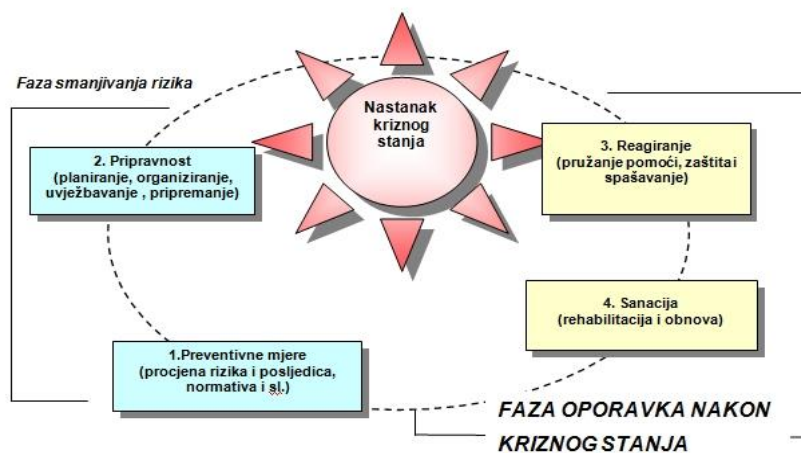 Faza smanjivanja rizika
Nastanak
kriznog
stanja
2. Pripravnost
(planiranje, organiziranje,
uvježbavanje , pripremanje)
3. Reagiranje
(pružanje pomoći, zaštita i
spašavanje)
4. Sanacija
(rehabilitacija i obnova)
1.Preventivne mjere
(procjena rizika i posljedica,
normativa i sl.)
FAZA OPORAVKA NAKON
KRIZNOG STANJA